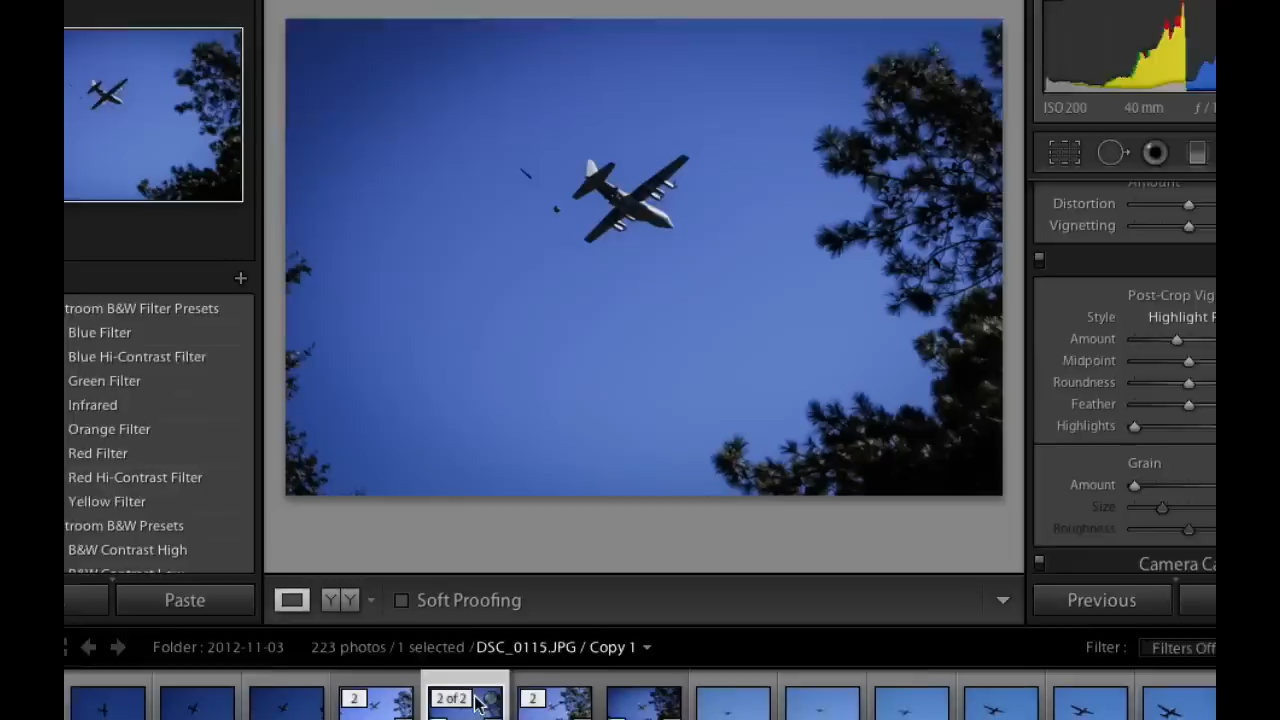 ISO 200 40 mm ƒ / 1
Amount
Distortion
Vignetting
Post-Crop Vig
Style Highlight P
Amount
Midpoint
Roundness
Feather
Highlights
Grain
Amount
Size
Roughness
Camera Ca
troom B&W Filter Presets
Blue Filter
Blue Hi-Contrast Filter
Green Filter
Infrared
Orange Filter
Red Filter
Red Hi-Contrast Filter
Yellow Filter
troom B&W Presets
B&W Contrast High
B&W Contrast Low
Paste
Y Y
Soft Proofing
Previous
Folder : 2012-11-03 223 photos / 1 selected / DSC_0115.JPG / Copy 1
Filter : Filters Off
2
2 of 2
2